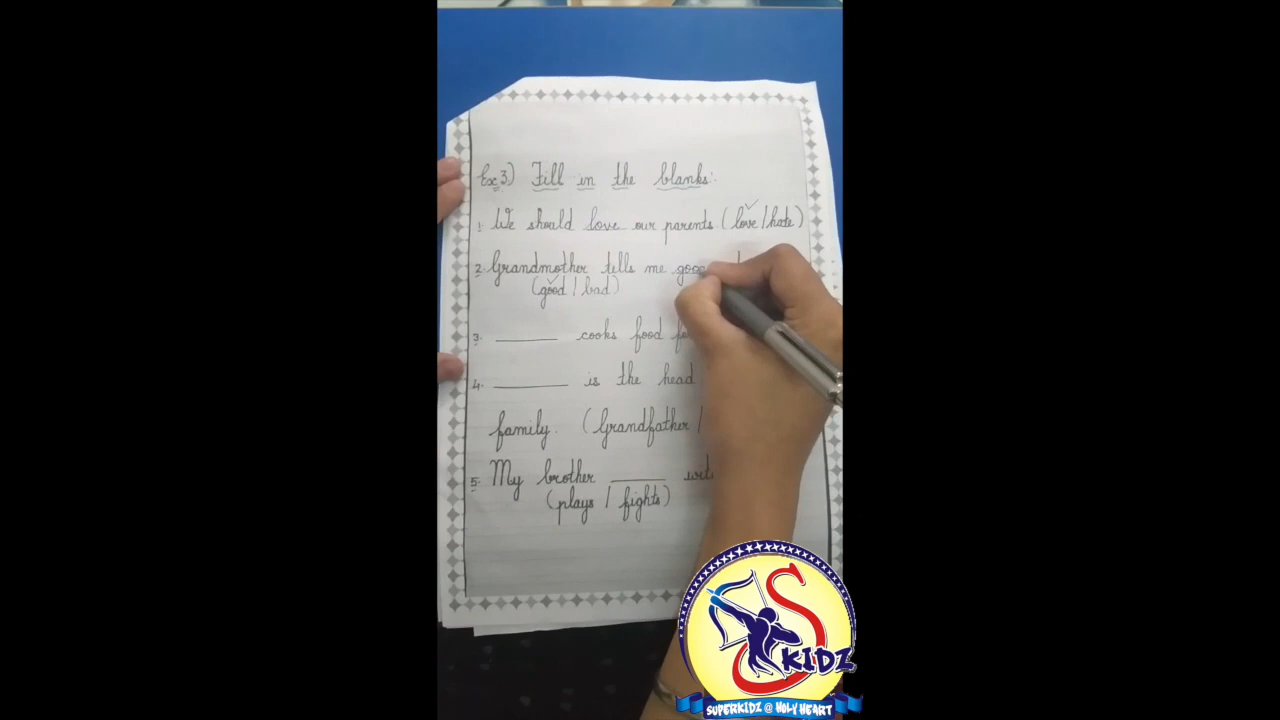 Ex 3.) Fill in the blanks:-
1. We should love our parents. (love / hate)
2. Grandmother tells me good
(good / bad)
3. ______ cooks food
4. ______ is the head
family. (Grandfather /
5. My brother ______
(plays / fights)
S
KIDZ
SUPERKIDZ @ HOLY HEART